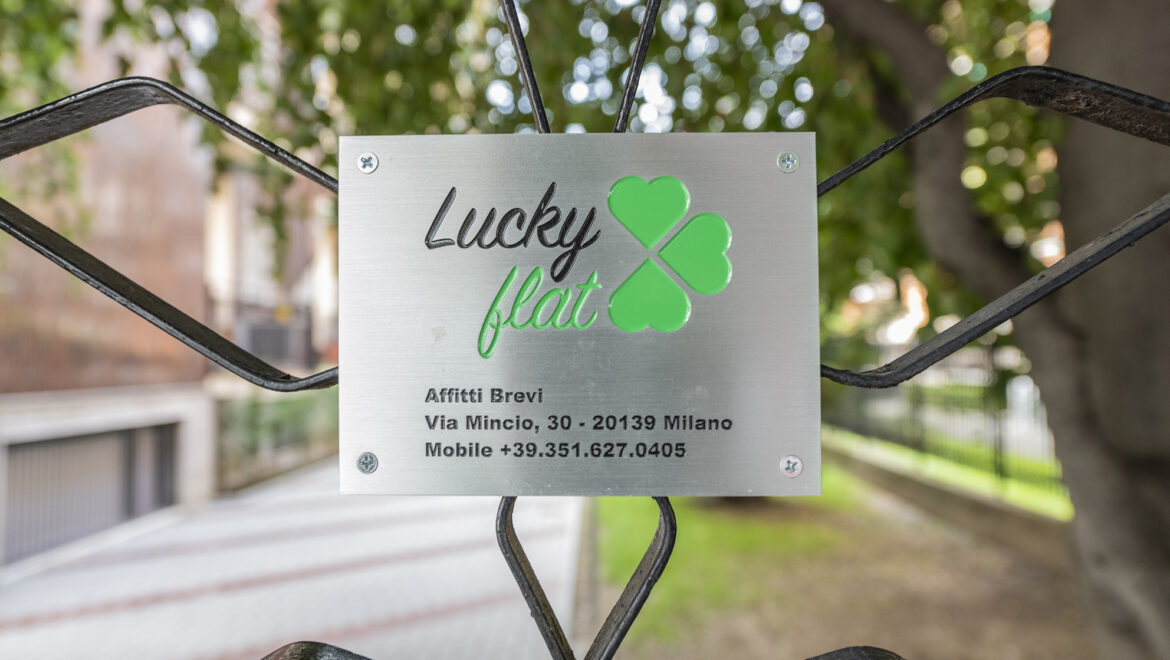 Lucky
flat
Affitti Brevi
Via Mincio, 30 - 20139 Milano
Mobile +39.351.627.0405